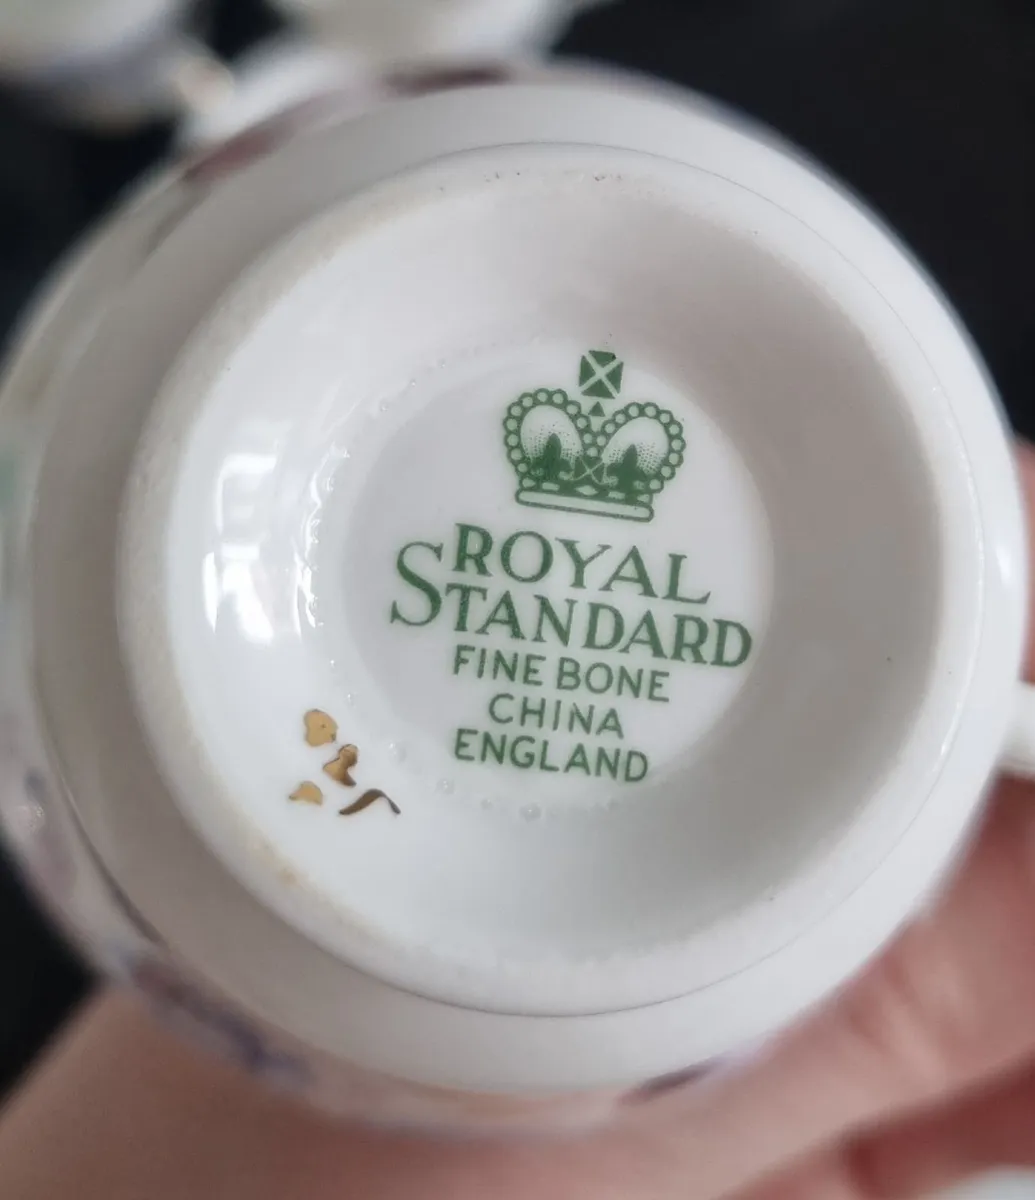 ROYAL
STANDARD
FINE BONE
CHINA
ENGLAND